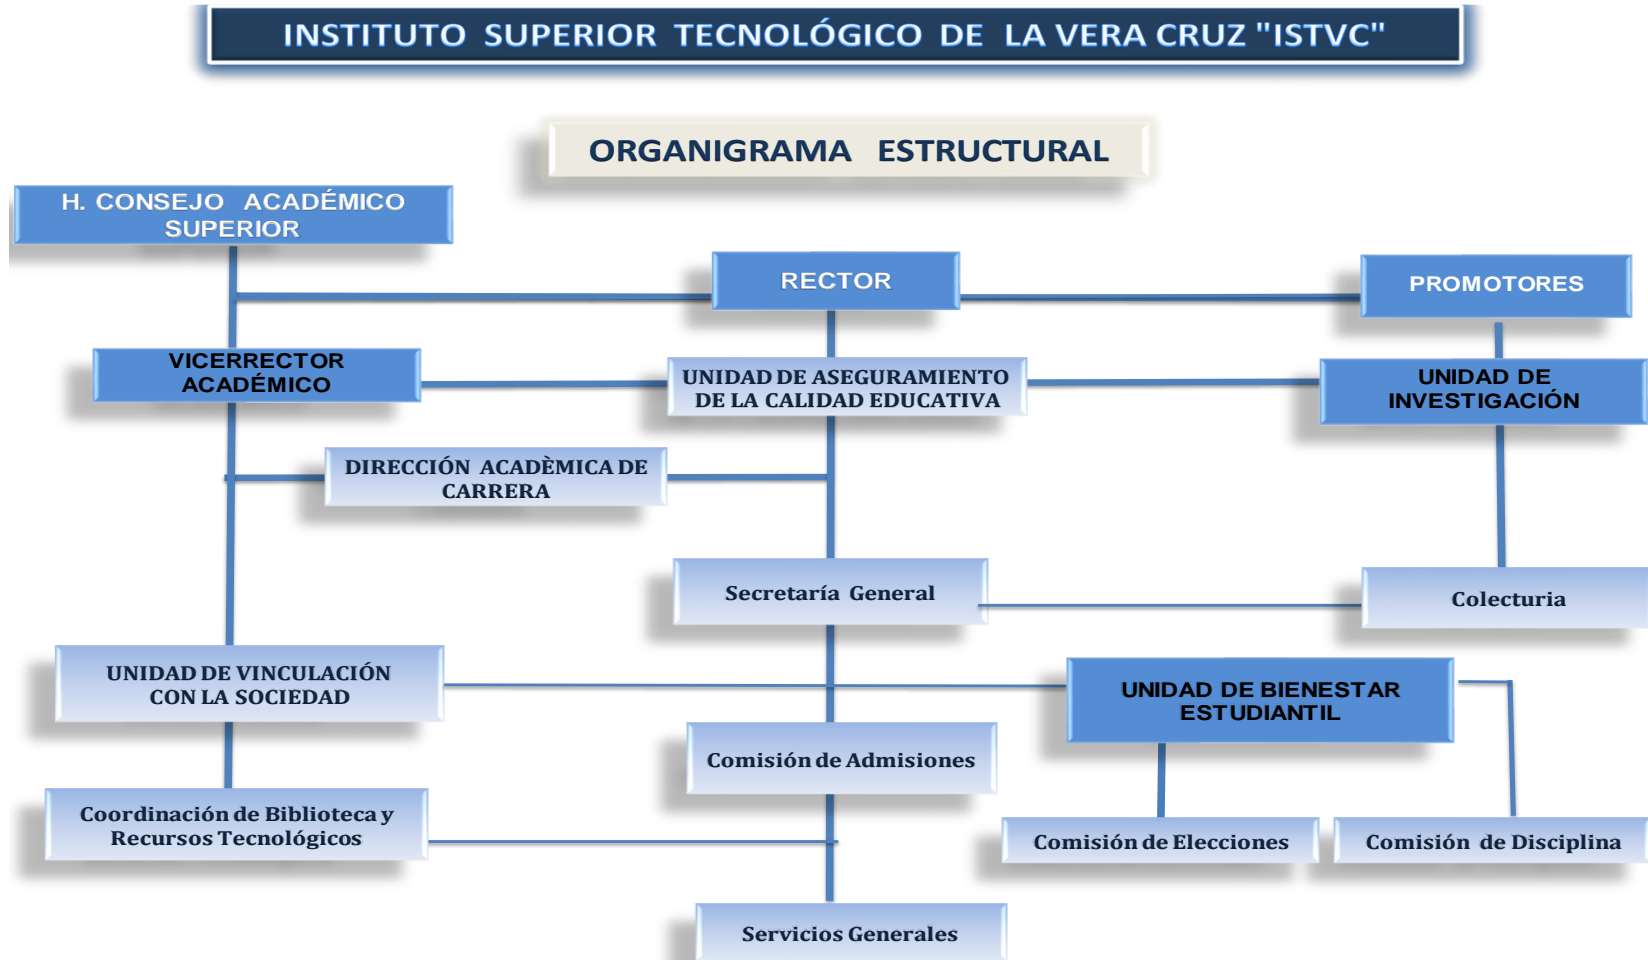 INSTITUTO SUPERIOR TECNOLÓGICO DE LA VERA CRUZ "ISTVC"
ORGANIGRAMA ESTRUCTURAL
H. CONSEJO ACADÉMICO
SUPERIOR
RECTOR
PROMOTORES
VICERRECTOR
ACADÉMICO
UNIDAD DE ASEGURAMIENTO
DE LA CALIDAD EDUCATIVA
UNIDAD DE
INVESTIGACIÓN
DIRECCIÓN ACADÈMICA DE
CARRERA
Secretaría General
Colecturia
UNIDAD DE VINCULACIÓN
CON LA SOCIEDAD
UNIDAD DE BIENESTAR
ESTUDIANTIL
Comisión de Admisiones
Coordinación de Biblioteca y
Recursos Tecnológicos
Comisión de Elecciones
Comisión de Disciplina
Servicios Generales